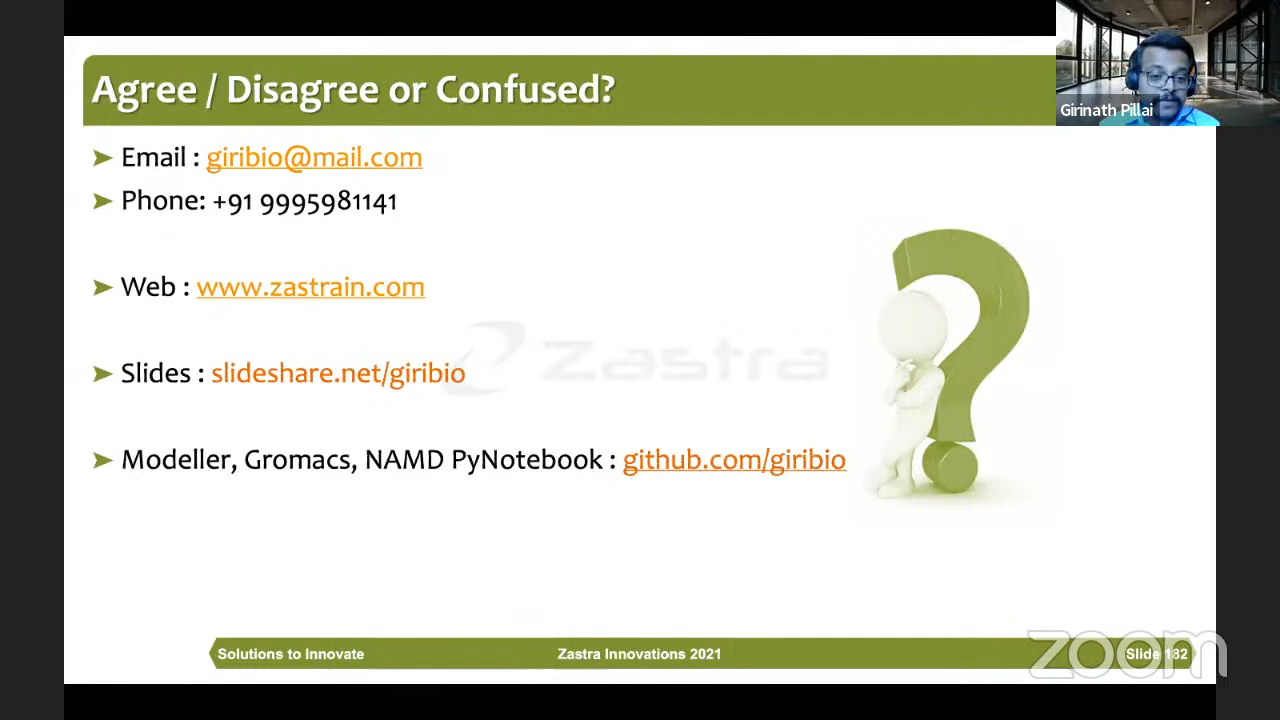 Agree / Disagree or Confused?
Girinath Pillai
➤ Email : giribio@mail.com
➤ Phone: +91 9995981141
➤ Web : www.zastrain.com
zastra
➤ Slides : slideshare.net/giribio
➤ Modeller, Gromacs, NAMD PyNotebook : github.com/giribio
Solutions to Innovate
Zastra Innovations 2021
Slide 182
zoom